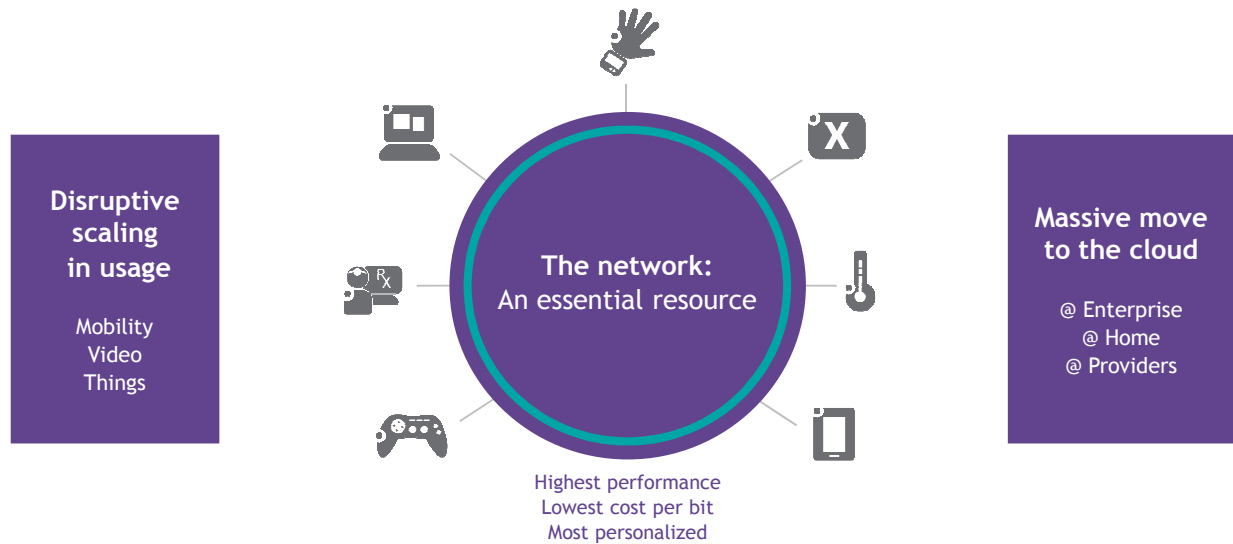 Disruptive
scaling
in usage
Mobility
Video
Things
X
RX
The network:
An essential resource
Highest performance
Lowest cost per bit
Most personalized
Massive move
to the cloud
@ Enterprise
@ Home
@ Providers